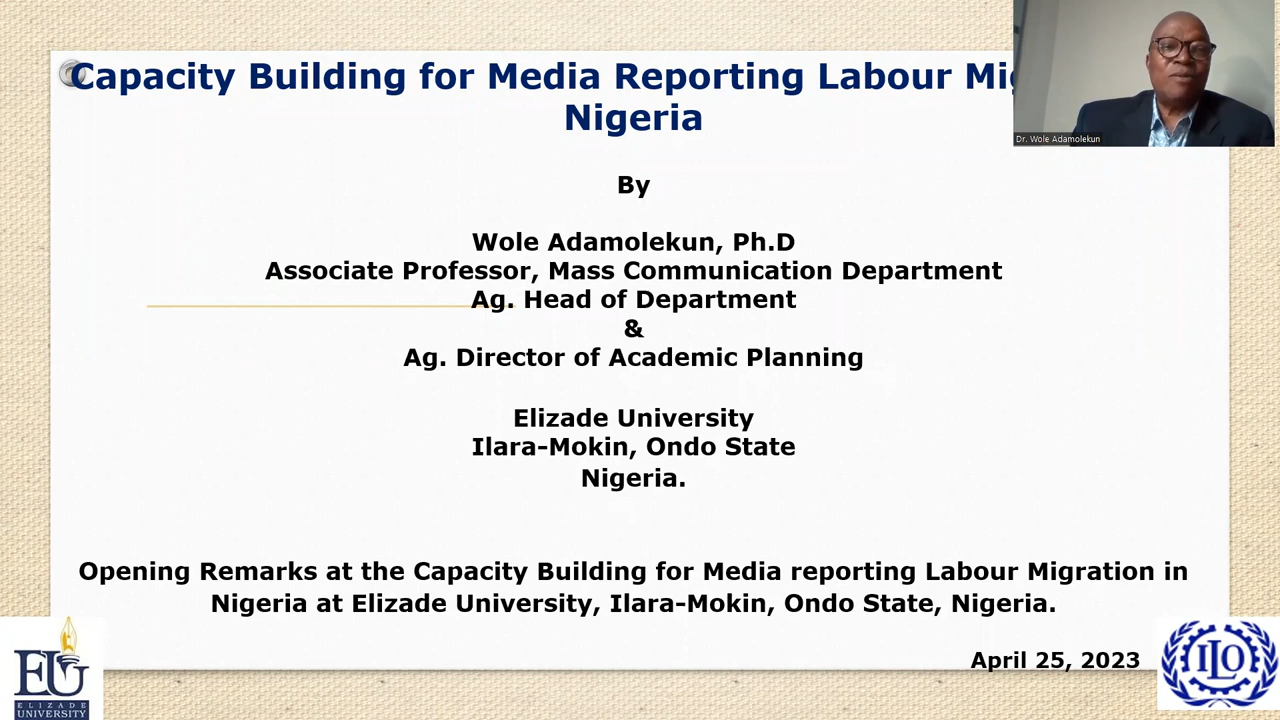 Capacity Building for Media Reporting Labour
Nigeria
Dr. Wole Adamolekun
By
Wole Adamolekun, Ph.D
Associate Professor, Mass Communication Department
Ag. Head of Department
&
Ag. Director of Academic Planning
Elizade University
Ilara-Mokin, Ondo State
Nigeria.
Opening Remarks at the Capacity Building for Media reporting Labour Migration in
Nigeria at Elizade University, Ilara-Mokin, Ondo State, Nigeria.
April 25, 2023
EU
ELIZADE
UNIVERSITY
ILO